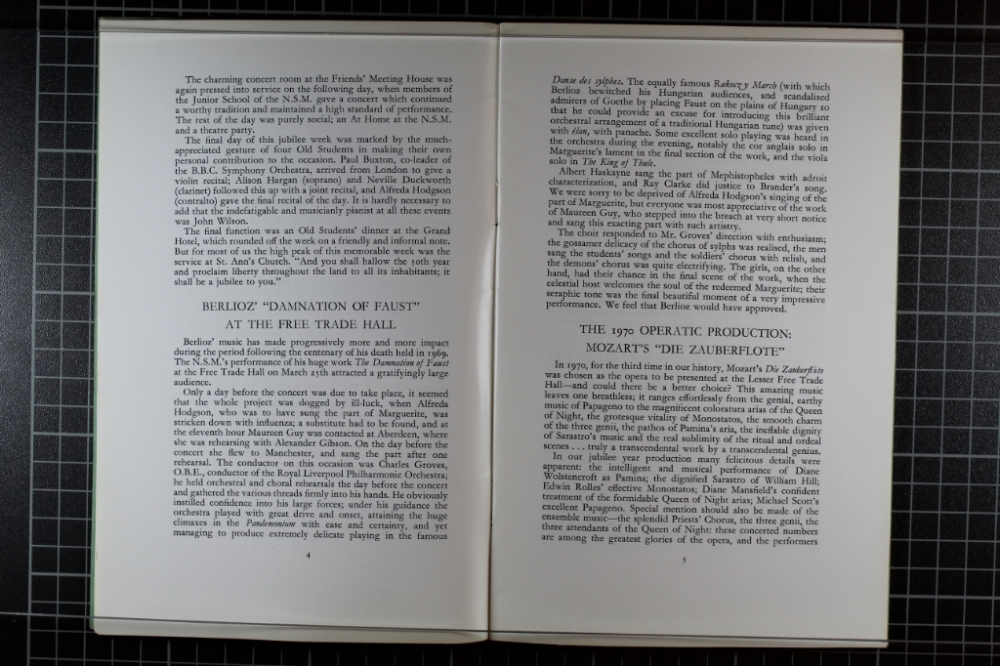 The charming concert room at the Friends' Meeting House was
again pressed into service on the following day, when members of
the Junior School of the N.S.M. gave a concert which continued
a worthy tradition and maintained a high standard of performance.
The rest of the day was purely social; an At Home at the N.S.M.
and a theatre party.
The final day of this jubilee week was marked by the much-
appreciated gesture of four Old Students in making their own
personal contribution to the occasion. Paul Buxton, co-leader of
the B.B.C. Symphony Orchestra, arrived from London to give a
violin recital; Alison Hargan (soprano) and Neville Duckworth
(clarinet) followed this up with a joint recital, and Alfreda Hodgson
(contralto) gave the final recital of the day. It is hardly necessary to
add that the indefatigable and musicianly pianist at all these events
was John Wilson.
The final function was an Old Students' dinner at the Grand
Hotel, which rounded off the week on a friendly and informal note.
But for most of us the high peak of this memorable week was the
service at St. Ann's Church. "And you shall hallow the 50th year
and proclaim liberty throughout the land to all its inhabitants; it
shall be a jubilee to you."
BERLIOZ' "DAMNATION OF FAUST"
AT THE FREE TRADE HALL
Berlioz' music has made progressively more and more impact
during the period following the centenary of his death held in 1969.
The N.S.M.'s performance of his huge work The Damnation of Faust
at the Free Trade Hall on March 25th attracted a gratifyingly large
audience.
Only a day before the concert was due to take place, it seemed
that the whole project was dogged by ill-luck, when Alfreda
Hodgson, who was to have sung the part of Marguerite, was
stricken down with influenza; a substitute had to be found, and at
the eleventh hour Maureen Guy was contacted at Aberdeen, where
she was rehearsing with Alexander Gibson. On the day before the
concert she flew to Manchester, and sang the part after one
rehearsal. The conductor on this occasion was Charles Groves,
O.B.E., conductor of the Royal Liverpool Philharmonic Orchestra;
he held orchestral and choral rehearsals the day before the concert
and gathered the various threads firmly into his hands. He obviously
instilled confidence into his large forces; under his guidance the
orchestra played with great drive and onset, attaining the huge
climaxes in the Pandemonium with ease and certainty, and yet
managing to produce extremely delicate playing in the famous
4
Danse des sylphes. The equally famous Rakoczy March (with which
Berlioz bewitched his Hungarian audiences, and scandalised
admirers of Goethe by placing Faust on the plains of Hungary so
that he could provide an excuse for introducing this brilliant
orchestral arrangement of a traditional Hungarian tune) was given
with élan, with panache. Some excellent solo playing was heard in
the orchestra during the evening, notably the cor anglais solo in
Marguerite's lament in the final section of the work, and the viola
solo in The King of Thule.
Albert Haskayne sang the part of Mephistopheles with adroit
characterization, and Ray Clarke did justice to Brander's song.
We were sorry to be deprived of Alfreda Hodgson's singing of the
part of Marguerite, but everyone was most appreciative of the work
of Maureen Guy, who stepped into the breach at very short notice
and sang this exacting part with such artistry.
The choir responded to Mr. Groves' direction with enthusiasm;
the gossamer delicacy of the chorus of sylphs was realised, the men
sang the students' songs and the soldiers' chorus with relish, and
the demons' chorus was quite electrifying. The girls, on the other
hand, had their chance in the final scene of the work, when the
celestial host welcomes the soul of the redeemed Marguerite; their
seraphic tone was the final beautiful moment of a very impressive
performance. We feel that Berlioz would have approved.
THE 1970 OPERATIC PRODUCTION:
MOZART'S "DIE ZAUBERFLOTE"
In 1970, for the third time in our history, Mozart's Die Zauberflöte
was chosen as the opera to be presented at the Lesser Free Trade
Hall—and could there be a better choice? This amazing music
leaves one breathless; it ranges effortlessly from the genial, earthy
music of Papageno to the magnificent coloratura arias of the Queen
of Night, the grotesque vitality of Monostatos, the smooth charm
of the three genii, the pathos of Pamina's aria, the ineffable dignity
of Sarastro's music and the real sublimity of the ritual and ordeal
scenes . . . truly a transcendental work by a transcendental genius.
In our jubilee year production many felicitous details were
apparent: the intelligent and musical performance of Diane
Wolstencroft as Pamina; the dignified Sarastro of William Hill;
Edwin Rolles' effective Monostatos; Diane Mansfield's confident
treatment of the formidable Queen of Night arias; Michael Scott's
excellent Papageno. Special mention should also be made of the
ensemble music—the splendid Priests' Chorus, the three genii, the
three attendants of the Queen of Night: these concerted numbers
are among the greatest glories of the opera, and the performers
5